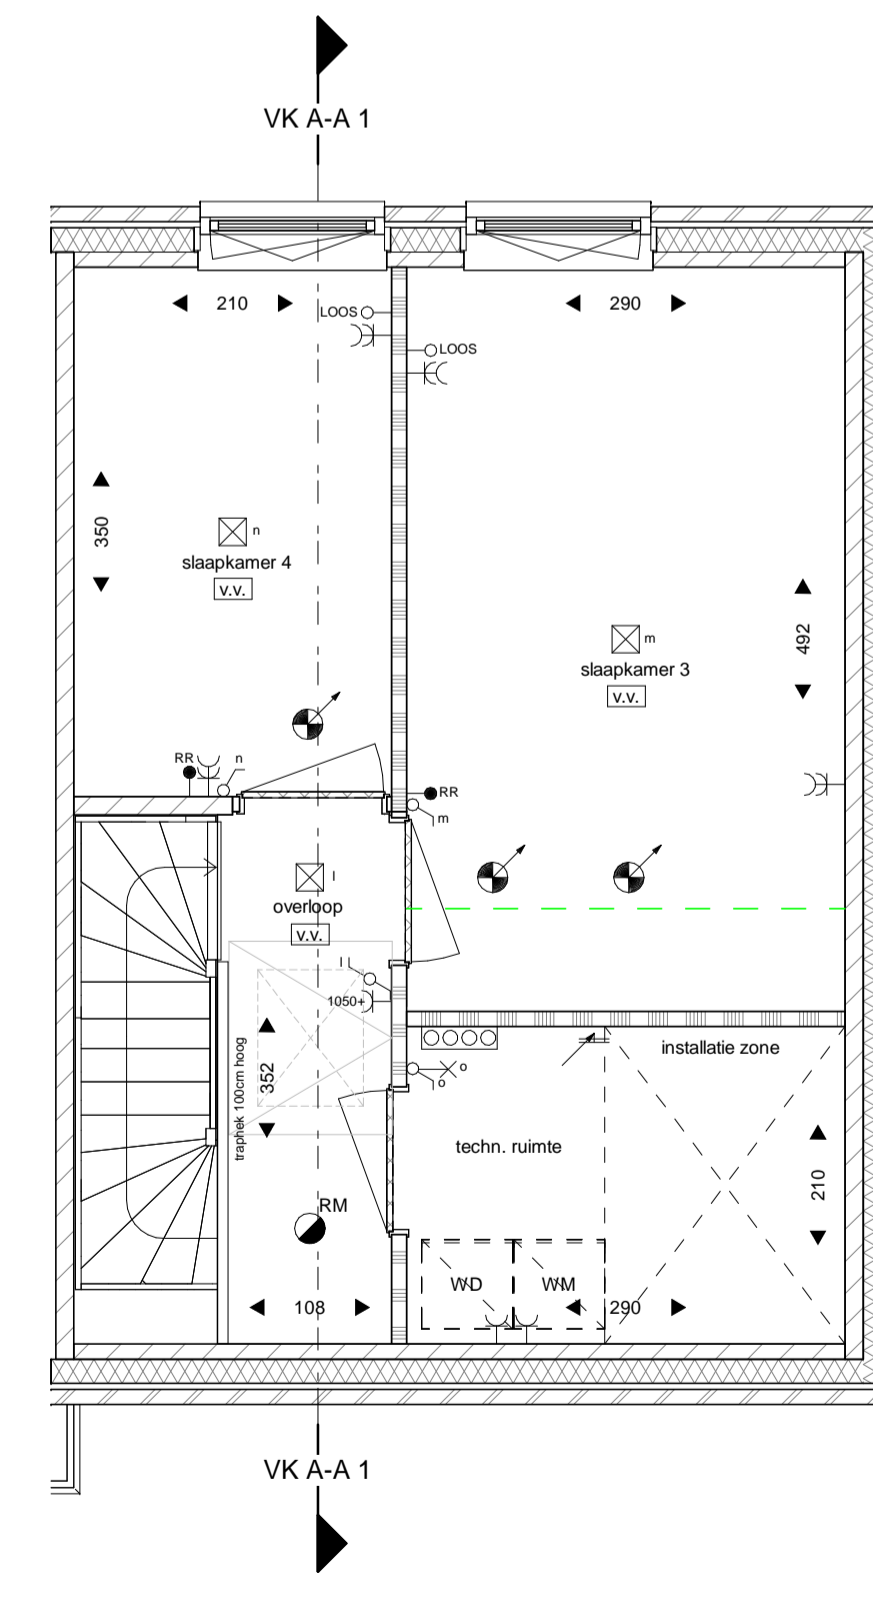 VK A-A 1
210
290
LOOS
LOOS
350
n
slaapkamer 4
v.v.
492
m
slaapkamer 3
v.v.
RR
n
RR
m
l
overloop
v.v.
l
1050+
traphek 100cm hoog
352
installatie zone
o
o
techn. ruimte
210
RM
WD
WM
108
290
VK A-A 1